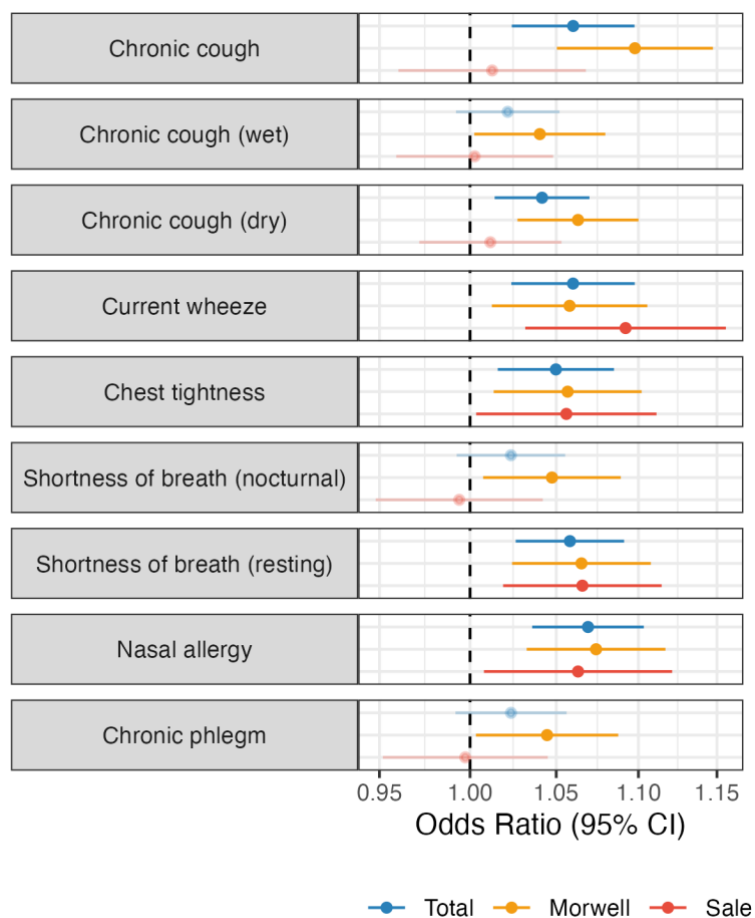 Chronic cough
Chronic cough (wet)
Chronic cough (dry)
Current wheeze
Chest tightness
Shortness of breath (nocturnal)
Shortness of breath (resting)
Nasal allergy
Chronic phlegm
0.95 1.00 1.05 1.10 1.15
Odds Ratio (95% CI)
Total Morwell Sale